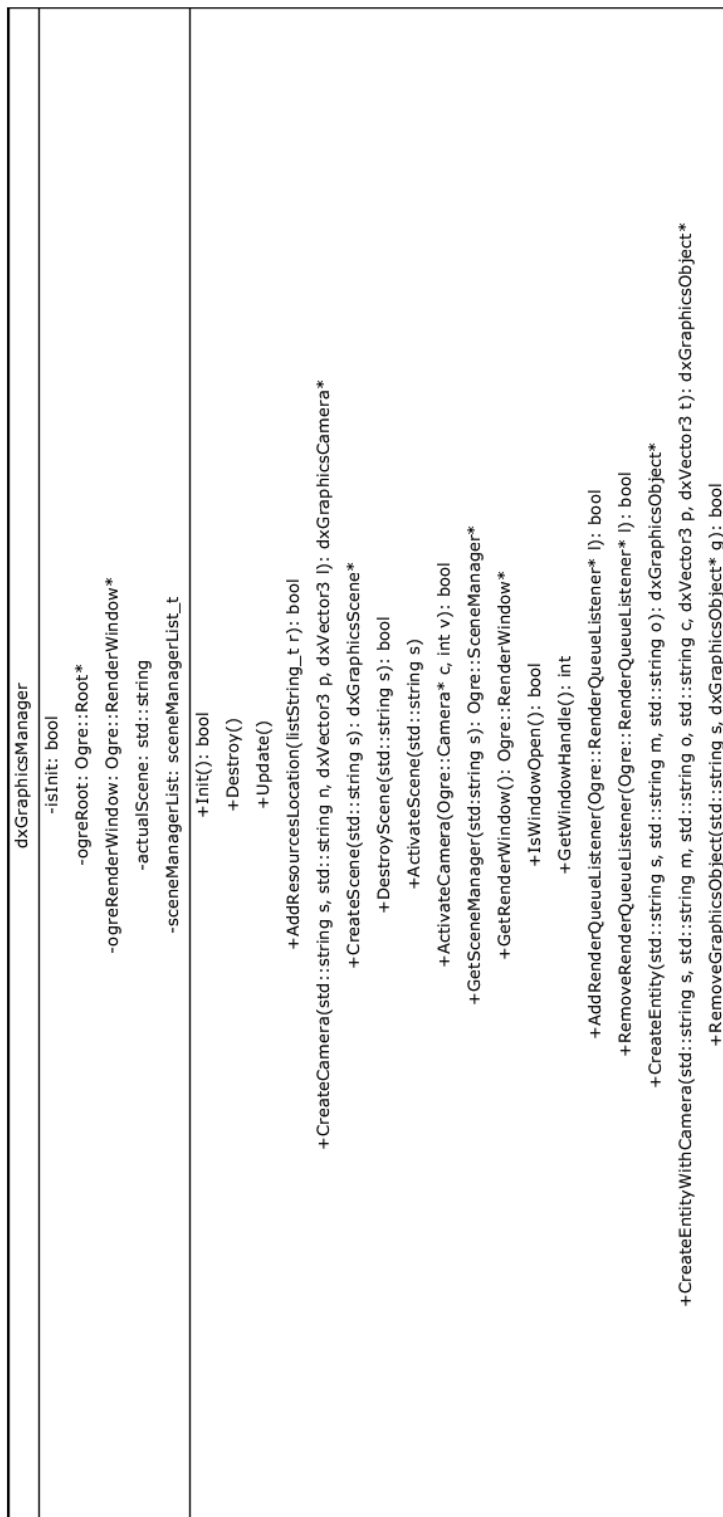 dxGraphicsManager
-isInit: bool
-ogreRoot: Ogre::Root*
-ogreRenderWindow: Ogre::RenderWindow*
-actualScene: std::string
-sceneManagerList: sceneManagerList_t
+Init(): bool
+Destroy()
+Update()
+AddResourcesLocation(listString_t r): bool
+CreateCamera(std::string s, std::string n, dxVector3 p, dxVector3 l): dxGraphicsCamera*
+CreateScene(std::string s): dxGraphicsScene*
+DestroyScene(std::string s): bool
+ActivateScene(std::string s)
+ActivateCamera(Ogre::Camera* c, int v): bool
+GetSceneManager(std:string s): Ogre::SceneManager*
+GetRenderWindow(): Ogre::RenderWindow*
+IsWindowOpen(): bool
+GetWindowHandle(): int
+AddRenderQueueListener(Ogre::RenderQueueListener* l): bool
+RemoveRenderQueueListener(Ogre::RenderQueueListener* l): bool
+CreateEntity(std::string s, std::string m, std::string o): dxGraphicsObject*
+CreateEntityWithCamera(std::string s, std::string m, std::string o, std::string c, dxVector3 p, dxVector3 t): dxGraphicsObject*
+RemoveGraphicsObject(std::string s, dxGraphicsObject* g): bool